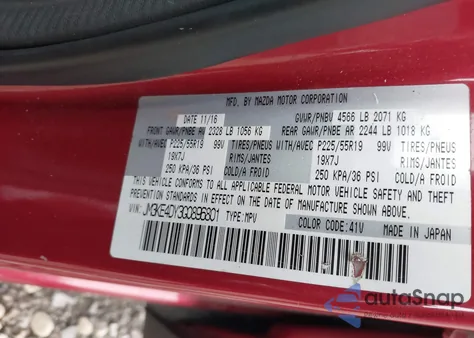 MFD. BY MAZDA MOTOR CORPORATION
DATE 11/16 GVWR/PNBV 4566 LB 2071 KG
FRONT GAWR/PNBE AV 2328 LB 1056 KG REAR GAWR/PNBE AR 2244 LB 1018 KG
WITH/AVEC P225/55R19 99V TIRES/PNEUS WITH/AVEC P225/55R19 99V TIRES/PNEUS
19X7J RIMS/JANTES 19X7J RIMS/JANTES
250 KPA/36 PSI COLD/A FROID 250 KPA/36 PSI COLD/A FROID
THIS VEHICLE CONFORMS TO ALL APPLICABLE FEDERAL MOTOR VEHICLE SAFETY AND THEFT
PREVENTION STANDARDS IN EFFECT ON THE DATE OF MANUFACTURE SHOWN ABOVE.
VIN: JM3KE4DY3G0896901 TYPE: MPV COLOR CODE:41V MADE IN JAPAN
autoSnap